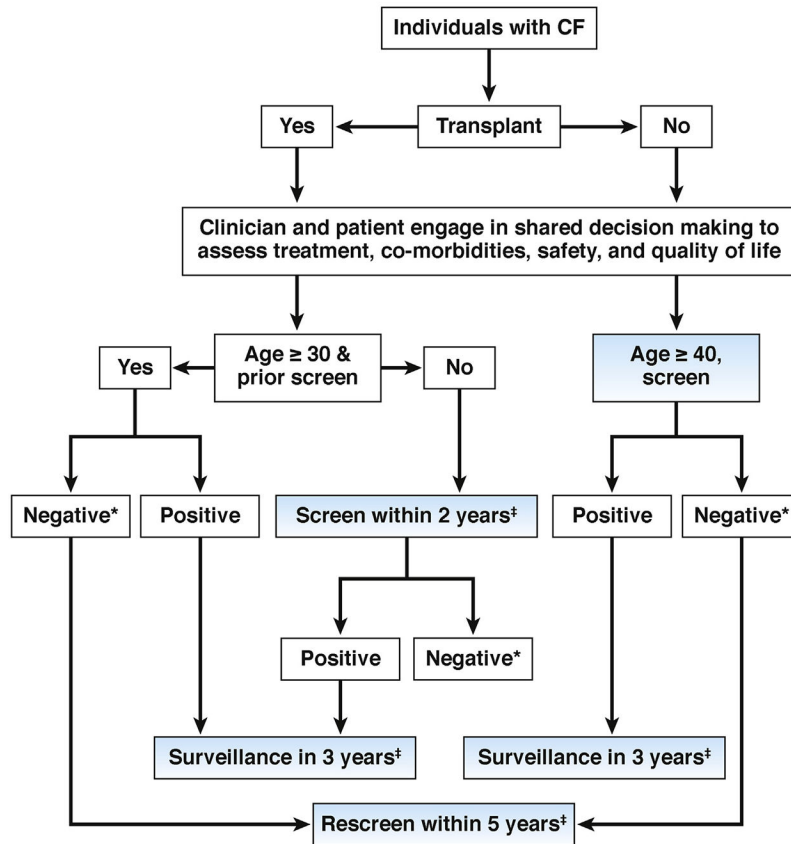 Individuals with CF
Yes
Transplant
No
Clinician and patient engage in shared decision making to
assess treatment, co-morbidities, safety, and quality of life
Yes
Age ≥ 30 &
prior screen
No
Age ≥ 40,
screen
Negative*
Positive
Screen within 2 years‡
Positive
Negative*
Positive
Negative*
Surveillance in 3 years‡
Surveillance in 3 years‡
Rescreen within 5 years‡